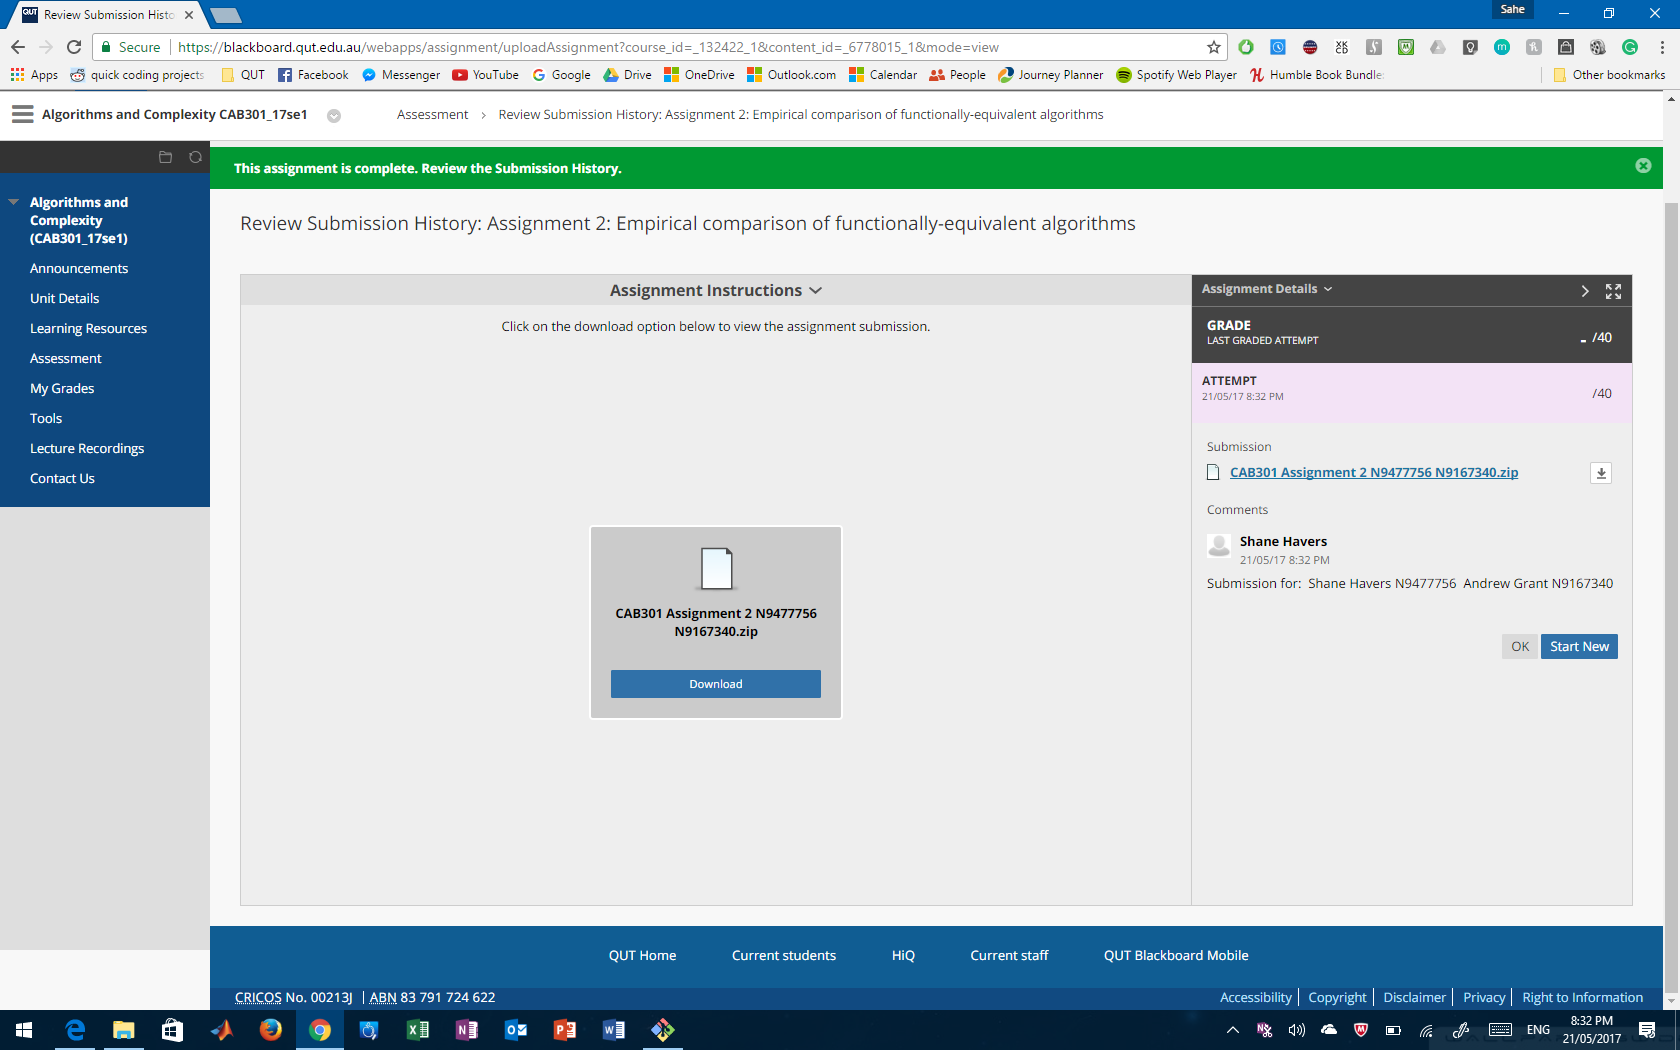 Review Submission Histo
Sahe
Secure
https://blackboard.qut.edu.au/webapps/assignment/uploadAssignment?course_id=_132422_1&content_id=_6778015_1&mode=view
Apps
quick coding projects
QUT
Facebook
Messenger
YouTube
Google
Drive
OneDrive
Outlook.com
Calendar
People
Journey Planner
Spotify Web Player
Humble Book Bundle:
Other bookmarks
Algorithms and Complexity CAB301_17se1
Assessment > Review Submission History: Assignment 2: Empirical comparison of functionally-equivalent algorithms
Algorithms and
Complexity
(CAB301_17se1)
Announcements
Unit Details
Learning Resources
Assessment
My Grades
Tools
Lecture Recordings
Contact Us
This assignment is complete. Review the Submission History.
Review Submission History: Assignment 2: Empirical comparison of functionally-equivalent algorithms
Assignment Instructions
Click on the download option below to view the assignment submission.
CAB301 Assignment 2 N9477756
N9167340.zip
Download
Assignment Details
GRADE
LAST GRADED ATTEMPT
- /40
ATTEMPT
21/05/17 8:32 PM
/40
Submission
CAB301 Assignment 2 N9477756 N9167340.zip
Comments
Shane Havers
21/05/17 8:32 PM
Submission for: Shane Havers N9477756 Andrew Grant N9167340
OK
Start New
QUT Home
Current students
HiQ
Current staff
QUT Blackboard Mobile
CRICOS No. 00213J | ABN 83 791 724 622
Accessibility | Copyright | Disclaimer | Privacy | Right to Information
ENG
8:32 PM
21/05/2017